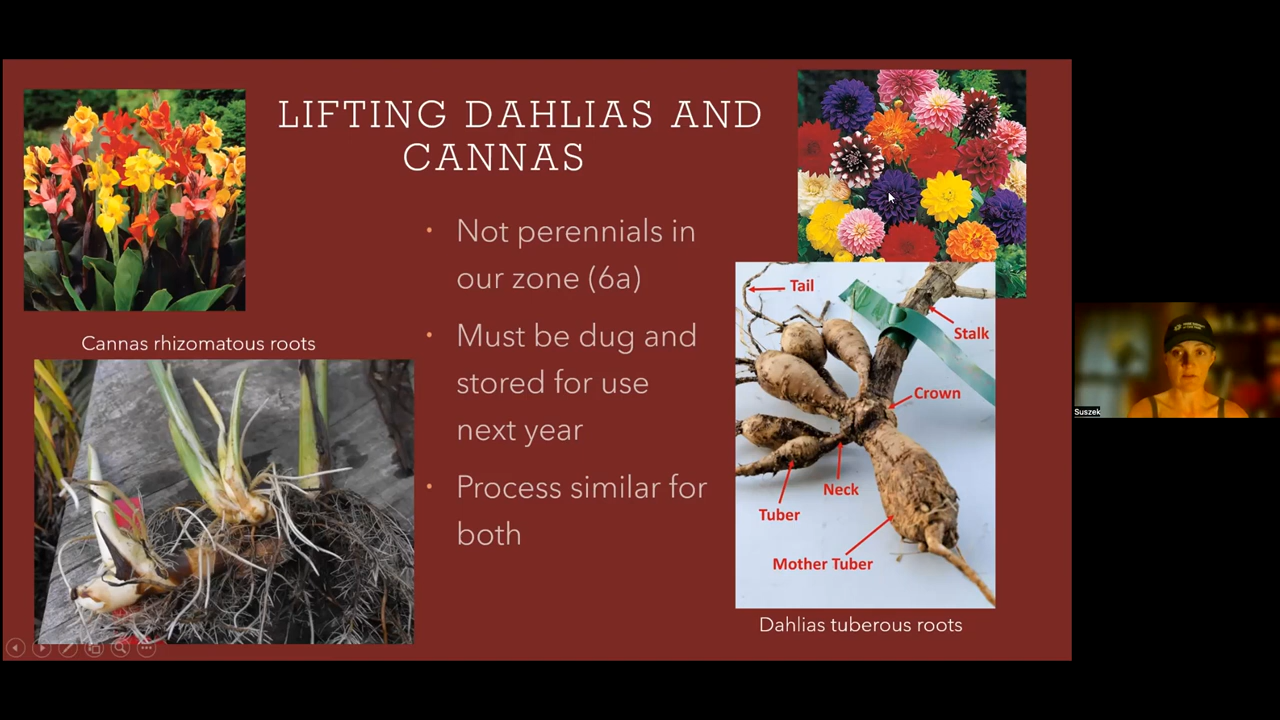 LIFTING DAHLIAS AND
CANNAS
Not perennials in
our zone (6a)
Must be dug and
stored for use
next year
Process similar for
both
Cannas rhizomatous roots
Tail
Stalk
Crown
Neck
Tuber
Mother Tuber
Dahlias tuberous roots
Suszek